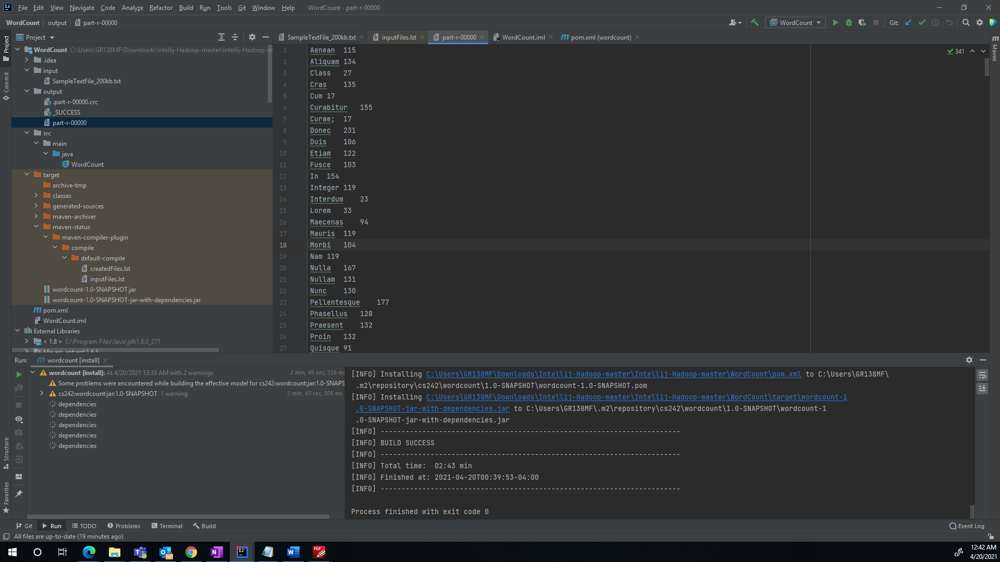 File Edit View Navigate Code Analyze Refactor Build Run Tools Git Window Help WordCount - part-r-00000
WordCount output part-r-00000
WordCount Git:
Project
SampleTextFile_200kb.txt inputFiles.lst part-r-00000 WordCount.iml pom.xml (wordcount)
Project
Commit
Structure
Favorites
Maven
WordCount C:\Users\GR138MF\Downloads\Intellij-Hadoop-master\Intellij-Hadoop-m
.idea
input
SampleTextFile_200kb.txt
output
.part-r-00000.crc
_SUCCESS
part-r-00000
src
main
java
WordCount
target
archive-tmp
classes
generated-sources
maven-archiver
maven-status
maven-compiler-plugin
compile
default-compile
createdFiles.lst
inputFiles.lst
wordcount-1.0-SNAPSHOT.jar
wordcount-1.0-SNAPSHOT-jar-with-dependencies.jar
pom.xml
WordCount.iml
External Libraries
< 1.8 > C:\Program Files\Java\jdk1.8.0_271
Maven: ant:ant:1.6.5
341
1 Aenean 115
2 Aliquam 134
3 Class 27
4 Cras 135
5 Cum 17
6 Curabitur 155
7 Curae; 17
8 Donec 231
9 Duis 106
10 Etiam 122
11 Fusce 103
12 In 154
13 Integer 119
14 Interdum 23
15 Lorem 33
16 Maecenas 94
17 Mauris 119
18 Morbi 104
19 Nam 119
20 Nulla 167
21 Nullam 131
22 Nunc 130
23 Pellentesque 177
24 Phasellus 128
25 Praesent 132
26 Proin 132
27 Quisque 91
Run: wordcount [install]
wordcount [install]: At 4/20/2021 12:39 AM with 2 warnings 2 min, 45 sec, 336 ms
Some problems were encountered while building the effective model for cs242:wordcount:jar:1.0-SNAPS
cs242:wordcount:jar:1.0-SNAPSHOT 1 warning 2 min, 43 sec, 505 ms
dependencies
dependencies
dependencies
dependencies
dependencies
[INFO] Installing C:\Users\GR138MF\Downloads\Intellij-Hadoop-master\Intellij-Hadoop-master\WordCount\pom.xml to C:\Users\GR138MF\
.m2\repository\cs242\wordcount\1.0-SNAPSHOT\wordcount-1.0-SNAPSHOT.pom
[INFO] Installing C:\Users\GR138MF\Downloads\Intellij-Hadoop-master\Intellij-Hadoop-master\WordCount\target\wordcount-1
.0-SNAPSHOT-jar-with-dependencies.jar to C:\Users\GR138MF\.m2\repository\cs242\wordcount\1.0-SNAPSHOT\wordcount-1
.0-SNAPSHOT-jar-with-dependencies.jar
[INFO] ------------------------------------------------------------------------
[INFO] BUILD SUCCESS
[INFO] ------------------------------------------------------------------------
[INFO] Total time: 02:43 min
[INFO] Finished at: 2021-04-20T00:39:53-04:00
[INFO] ------------------------------------------------------------------------
Process finished with exit code 0
Git Run TODO Problems Terminal Build Event Log
All files are up-to-date (19 minutes ago)
12:42 AM
4/20/2021